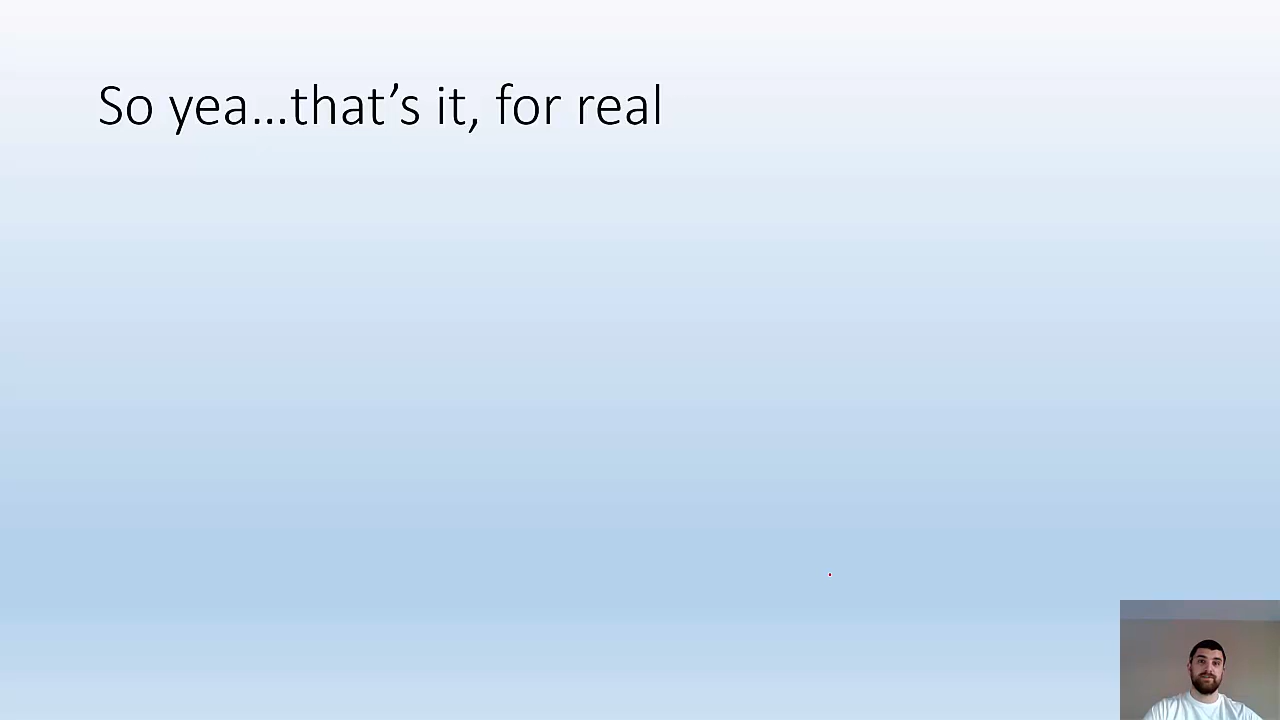 So yea...that’s it, for real